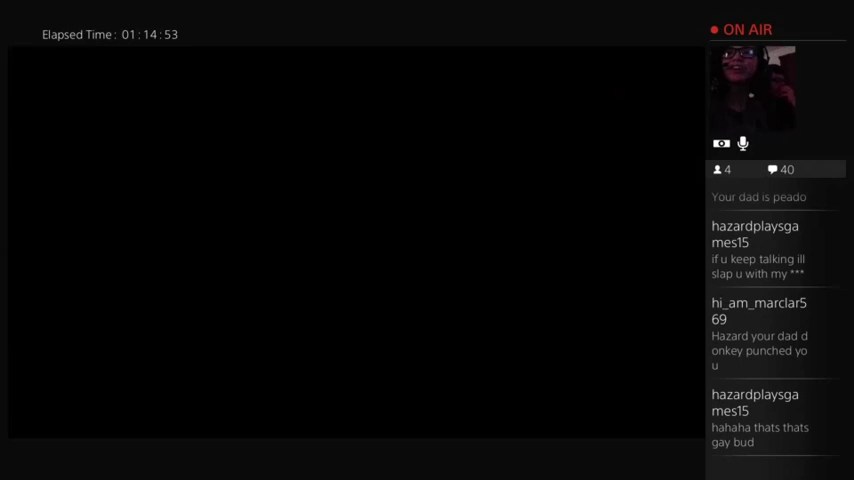 Elapsed Time: 01:14:53
ON AIR
4 40
Your dad is peado
hazardplaysga
mes15
if u keep talking ill
slap u with my ***
hi_am_marclar5
69
Hazard your dad d
onkey punched yo
u
hazardplaysga
mes15
hahaha thats thats
gay bud